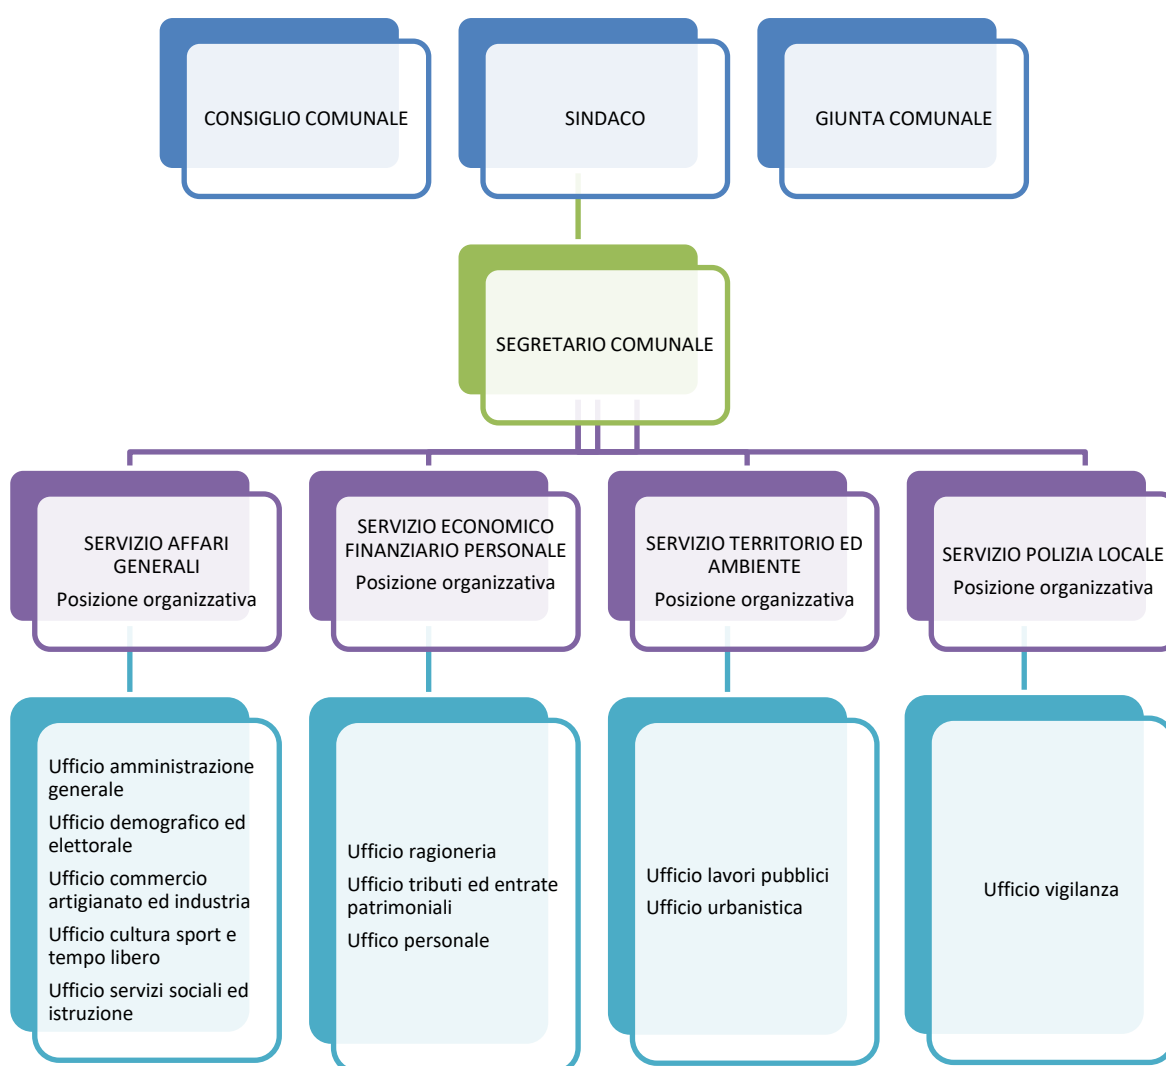 CONSIGLIO COMUNALE
SINDACO
GIUNTA COMUNALE
SEGRETARIO COMUNALE
SERVIZIO AFFARI
GENERALI
Posizione organizzativa
SERVIZIO ECONOMICO
FINANZIARIO PERSONALE
Posizione organizzativa
SERVIZIO TERRITORIO ED
AMBIENTE
Posizione organizzativa
SERVIZIO POLIZIA LOCALE
Posizione organizzativa
Ufficio amministrazione
generale
Ufficio demografico ed
elettorale
Ufficio commercio
artigianato ed industria
Ufficio cultura sport e
tempo libero
Ufficio servizi sociali ed
istruzione
Ufficio ragioneria
Ufficio tributi ed entrate
patrimoniali
Uffico personale
Ufficio lavori pubblici
Ufficio urbanistica
Ufficio vigilanza